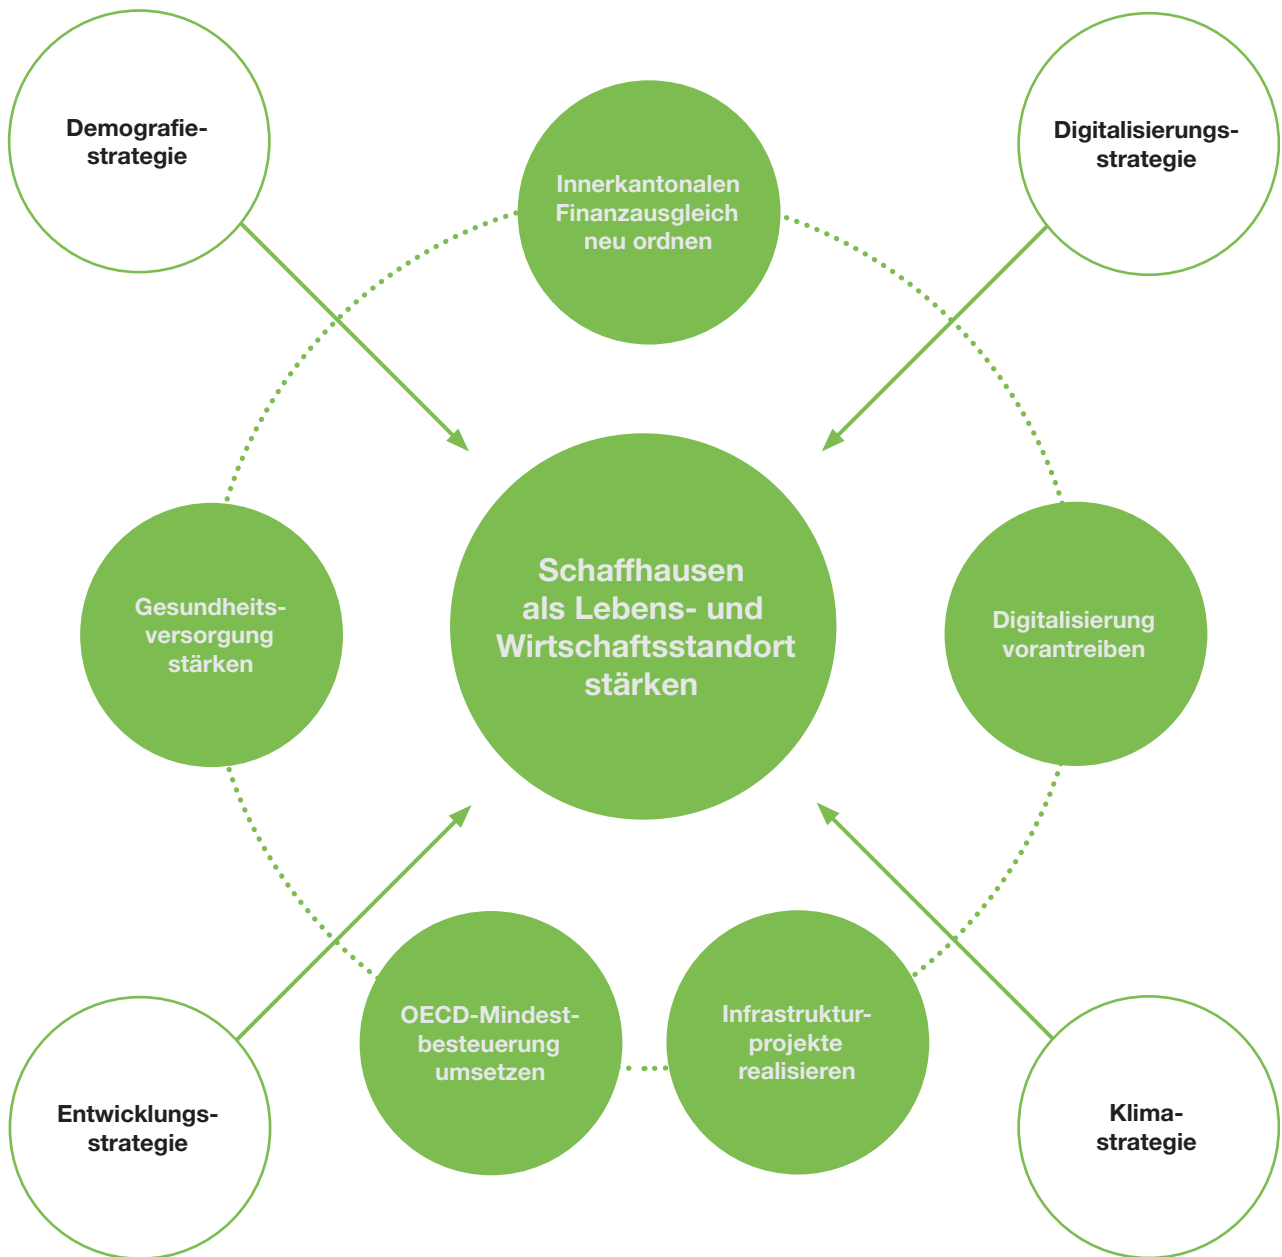 Demografie-
strategie
Digitalisierungs-
strategie
Innerkantonalen
Finanzausgleich
neu ordnen
Schaffhausen
als Lebens- und
Wirtschaftsstandort
stärken
Gesundheits-
versorgung
stärken
Digitalisierung
vorantreiben
OECD-Mindest-
besteuerung
umsetzen
Infrastruktur-
projekte
realisieren
Entwicklungs-
strategie
Klima-
strategie